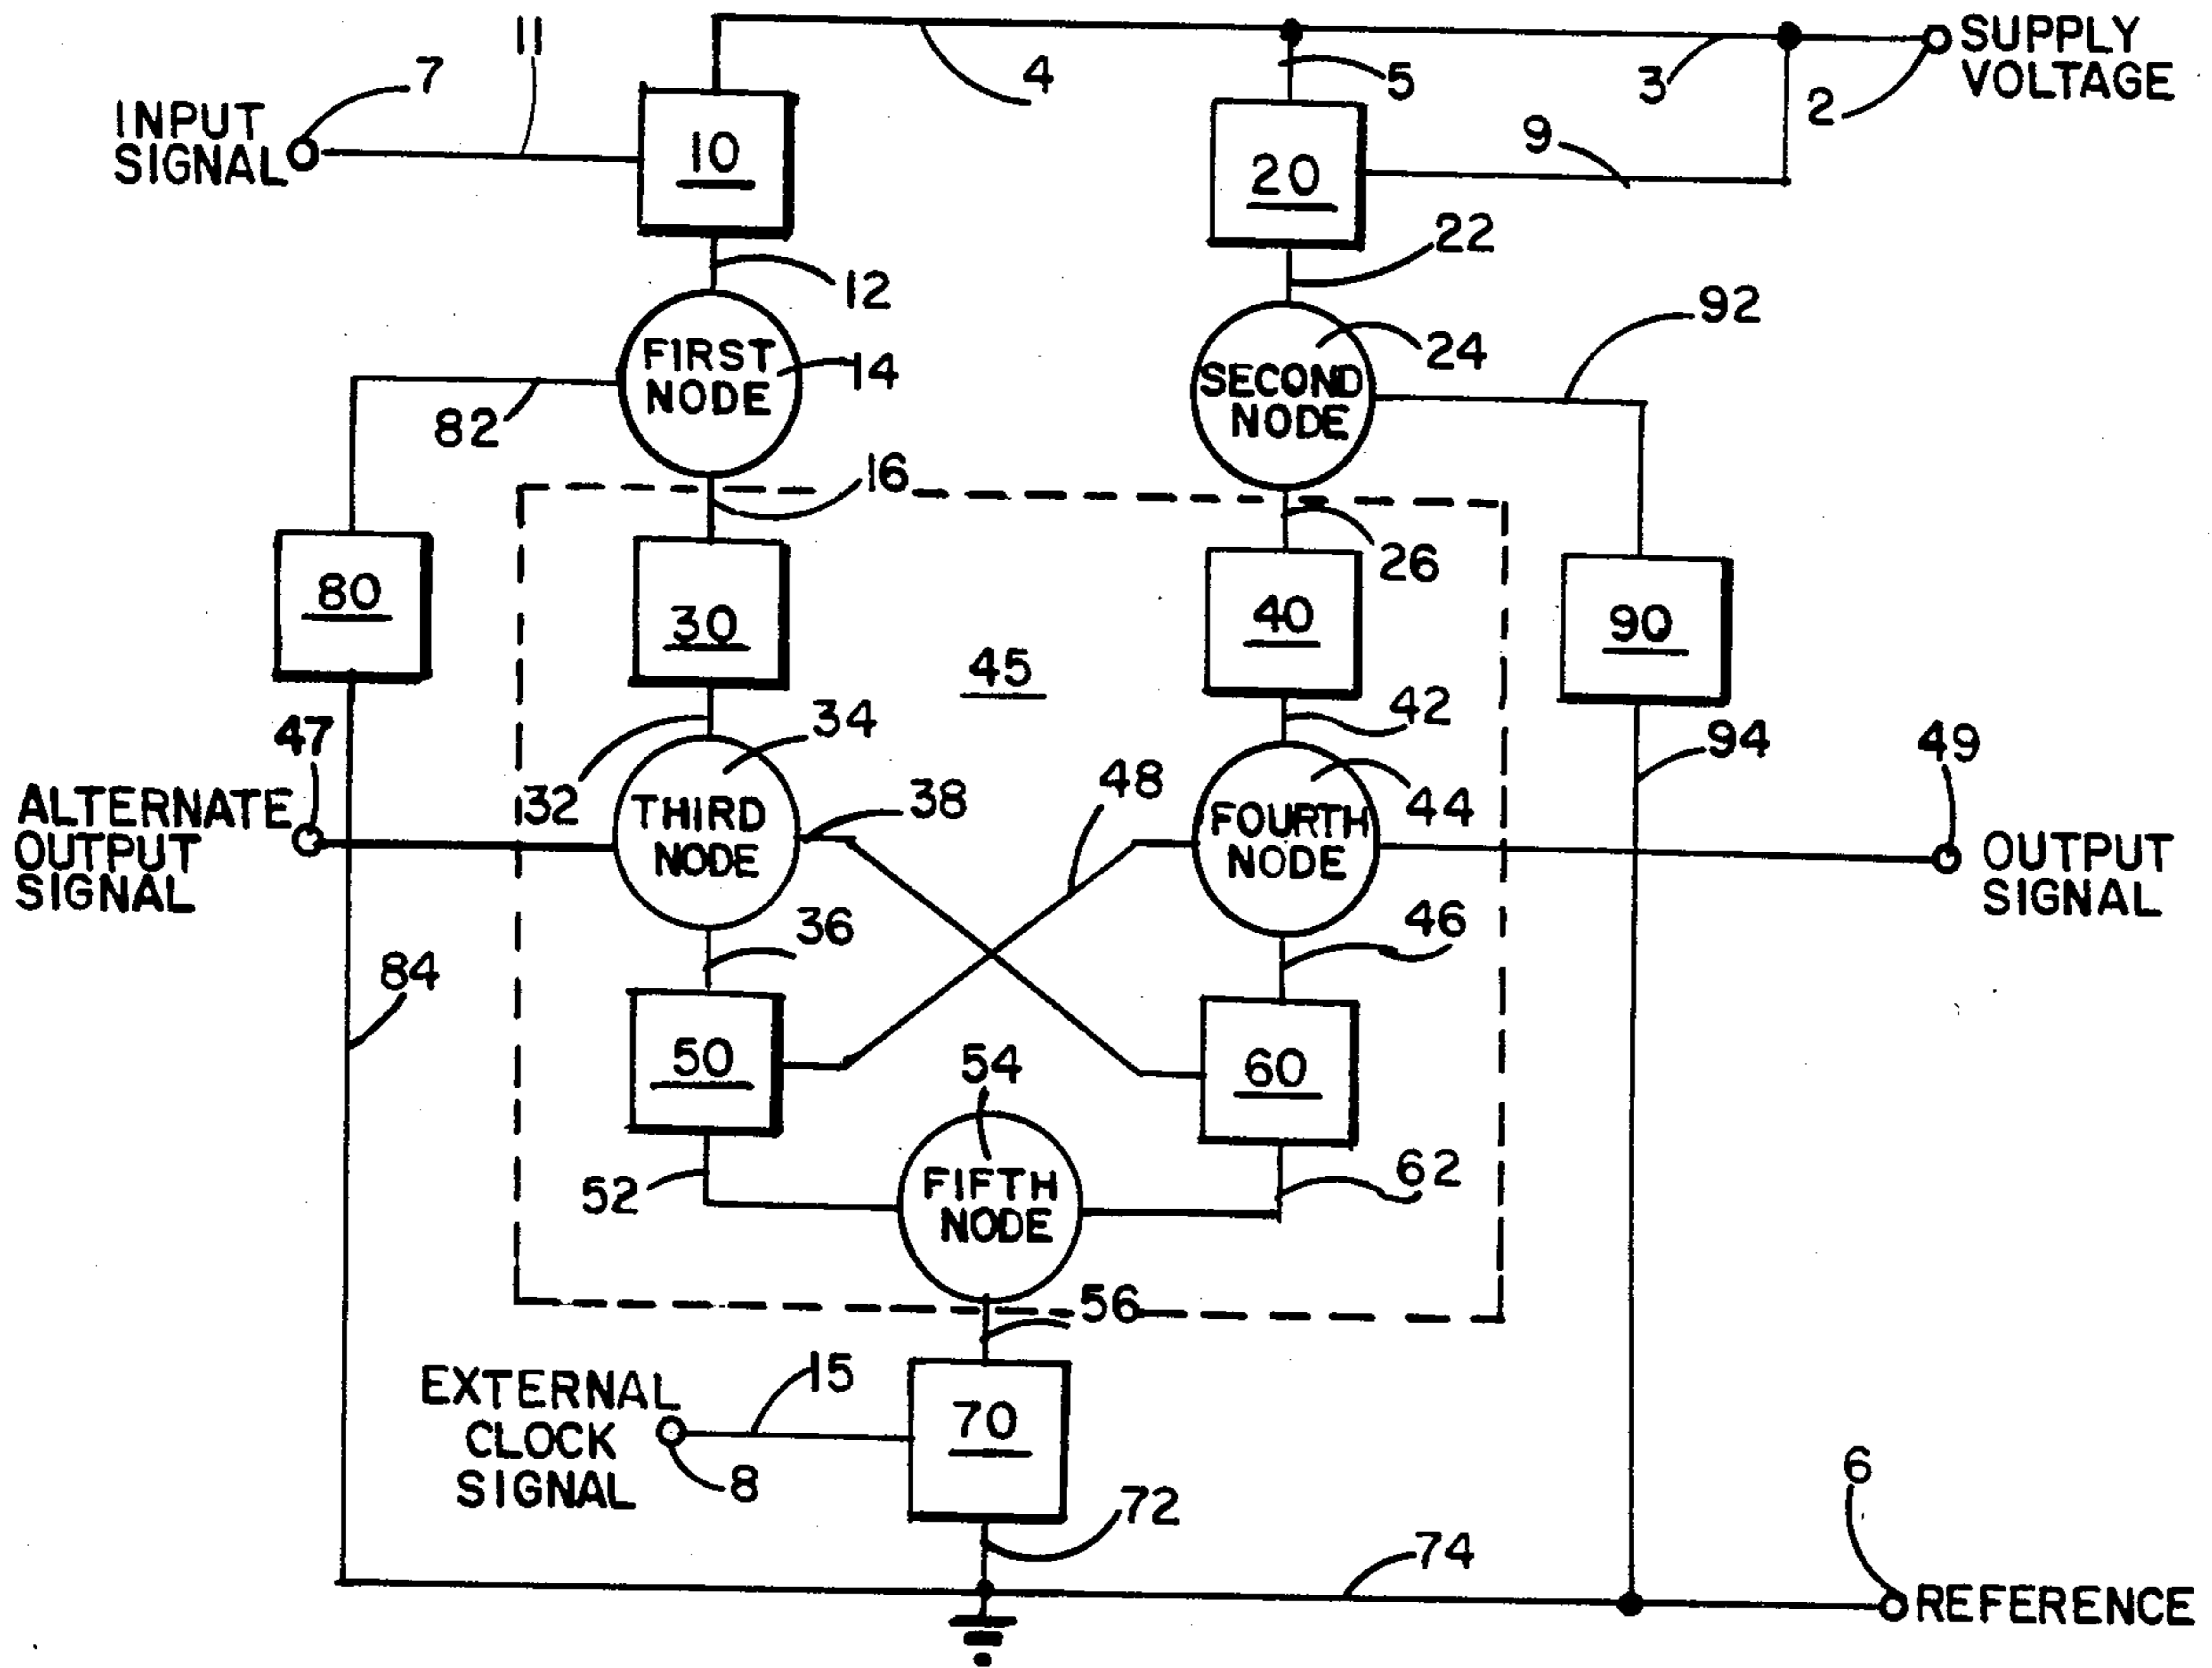 11
7
INPUT
SIGNAL
10
4
5
3
2
SUPPLY
VOLTAGE
9
20
12
22
FIRST
NODE
14
82
SECOND
NODE
24
92
16
26
80
30
45
40
90
47
32
34
42
94
49
ALTERNATE
OUTPUT
SIGNAL
THIRD
NODE
38
48
FOURTH
NODE
44
OUTPUT
SIGNAL
84
36
46
50
54
60
52
FIFTH
NODE
62
56
EXTERNAL
CLOCK
SIGNAL
15
8
70
72
74
6
REFERENCE